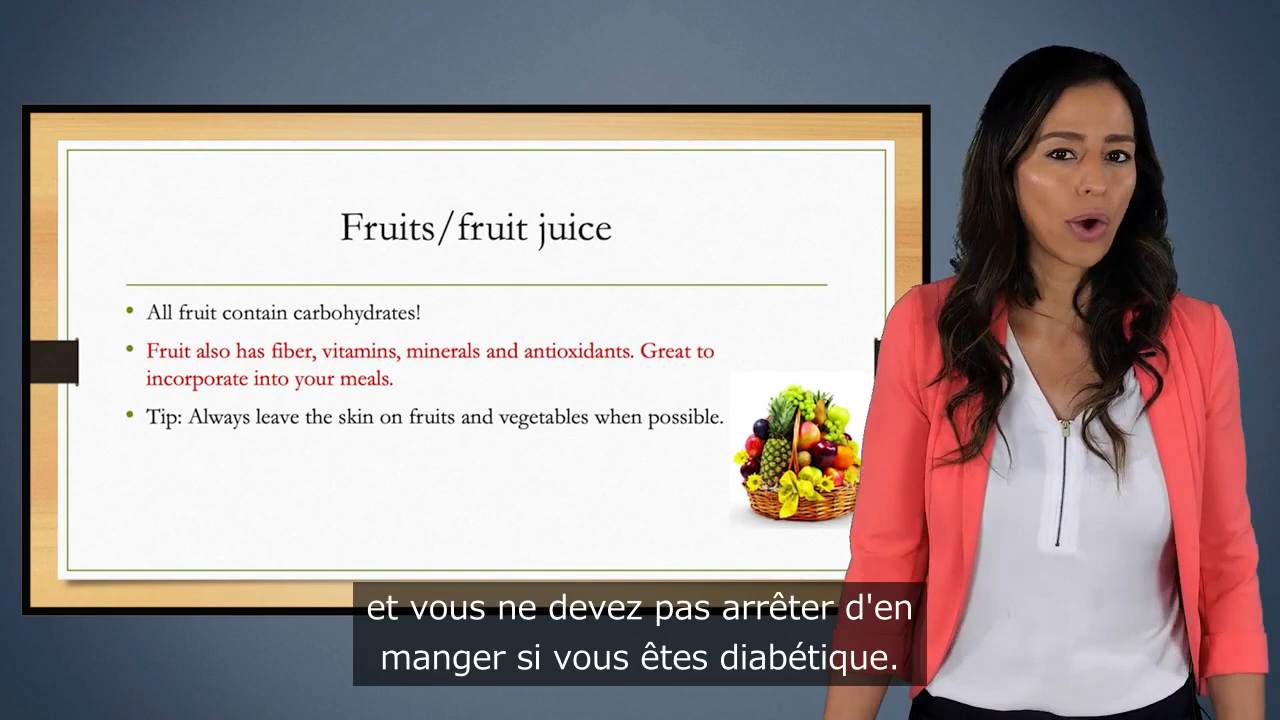 Fruits/fruit juice
All fruit contain carbohydrates!
Fruit also has fiber, vitamins, minerals and antioxidants. Great to
incorporate into your meals.
Tip: Always leave the skin on fruits and vegetables when possible.
et vous ne devez pas arrêter d'en
manger si vous êtes diabétique.